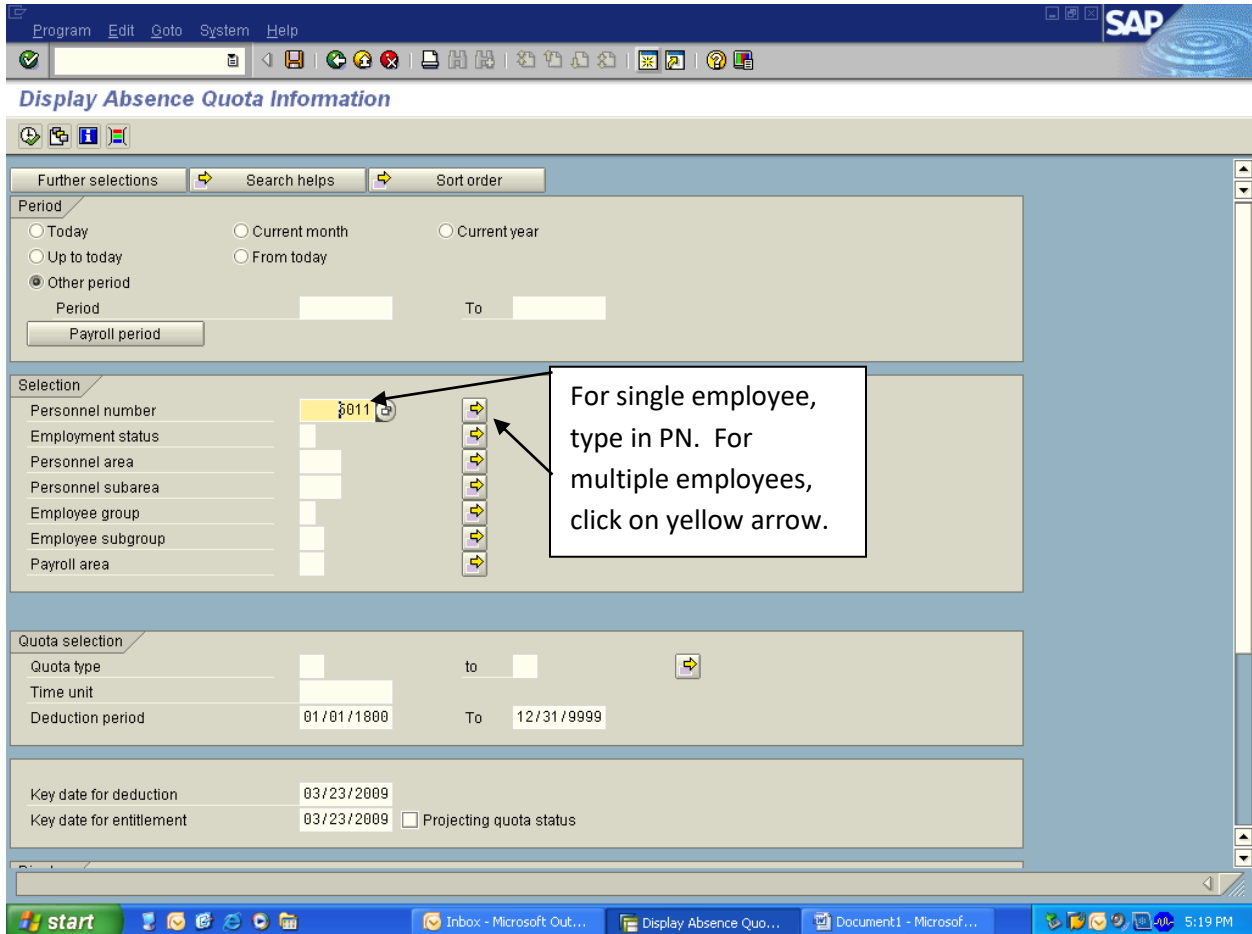 Program Edit Goto System Help
SAP
Display Absence Quota Information
Further selections Search helps Sort order
Period
Today Current month Current year
Up to today From today
Other period
Period To
Payroll period
Selection
Personnel number 5011
Employment status
Personnel area
Personnel subarea
Employee group
Employee subgroup
Payroll area
For single employee,
type in PN. For
multiple employees,
click on yellow arrow.
Quota selection
Quota type to
Time unit
Deduction period 01/01/1800 To 12/31/9999
Key date for deduction 03/23/2009
Key date for entitlement 03/23/2009 Projecting quota status
start Inbox - Microsoft Out... Display Absence Quo... Document1 - Microsof... 5:19 PM